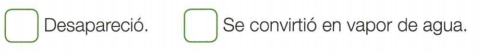 Desapareció. Se convirtió en vapor de agua.